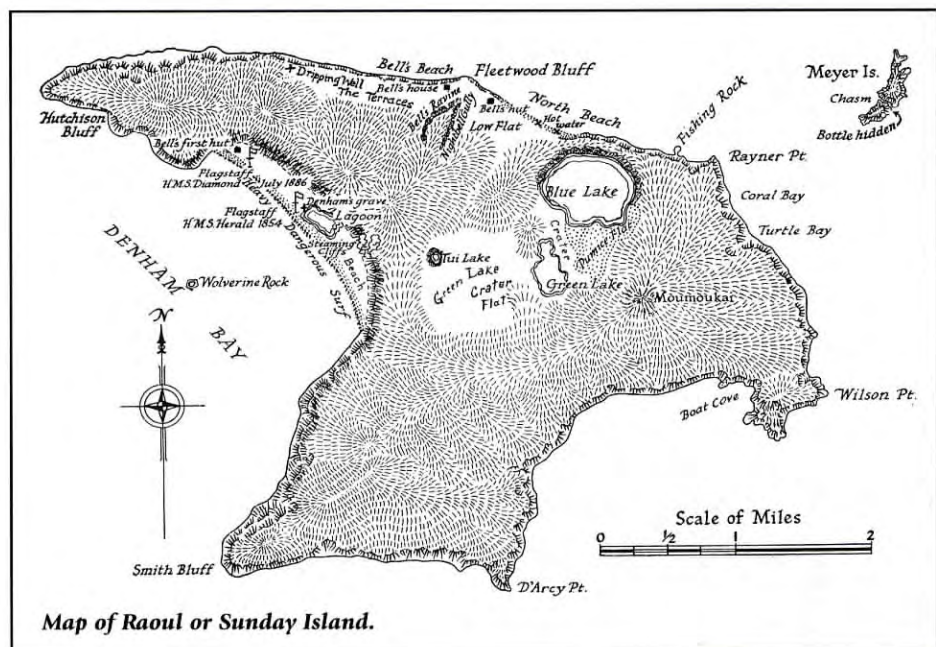 Bell's Beach
Fleetwood Bluff
Dripping Well
The Terraces
Bell's house
Bell's Ravine
Bell's hut
North Beach
Hot water
Low Flat
Fishing Rock
Meyer Is.
Chasm
Bottle hidden
Rayner Pt.
Coral Bay
Turtle Bay
Hutchison
Bluff
Bell's first hut
Flagstaff
H.M.S. Diamond July 1886
Denham's grave
Flagstaff
H.M.S. Herald 1854
Lagoon
Steaming
Beach
Heavy Dangerous Surf
Blue Lake
Tui Lake
Green Lake
Crater
Flat
Crater
Pumice
Green Lake
Moumoukai
DENHAM
BAY
Wolverine Rock
N
Boat Cove
Wilson Pt.
Scale of Miles
0 ½ 1 2
Smith Bluff
D'Arcy Pt.
Map of Raoul or Sunday Island.